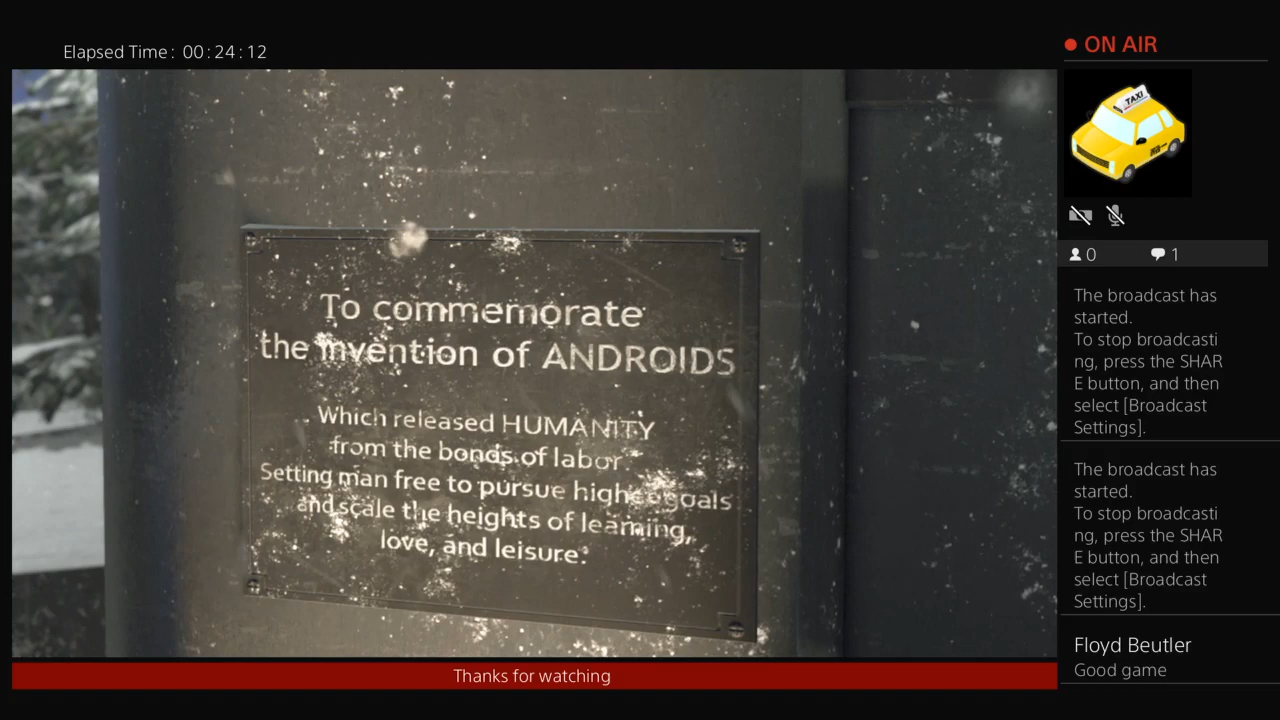 Elapsed Time: 00:24:12
ON AIR
TAXI
0
1
To commemorate
the invention of ANDROIDS
Which released HUMANITY
from the bonds of labor
Setting man free to pursue higher goals
and scale the heights of learning,
love, and leisure.
Thanks for watching
The broadcast has
started.
To stop broadcasti
ng, press the SHAR
E button, and then
select [Broadcast
Settings].
The broadcast has
started.
To stop broadcasti
ng, press the SHAR
E button, and then
select [Broadcast
Settings].
Floyd Beutler
Good game